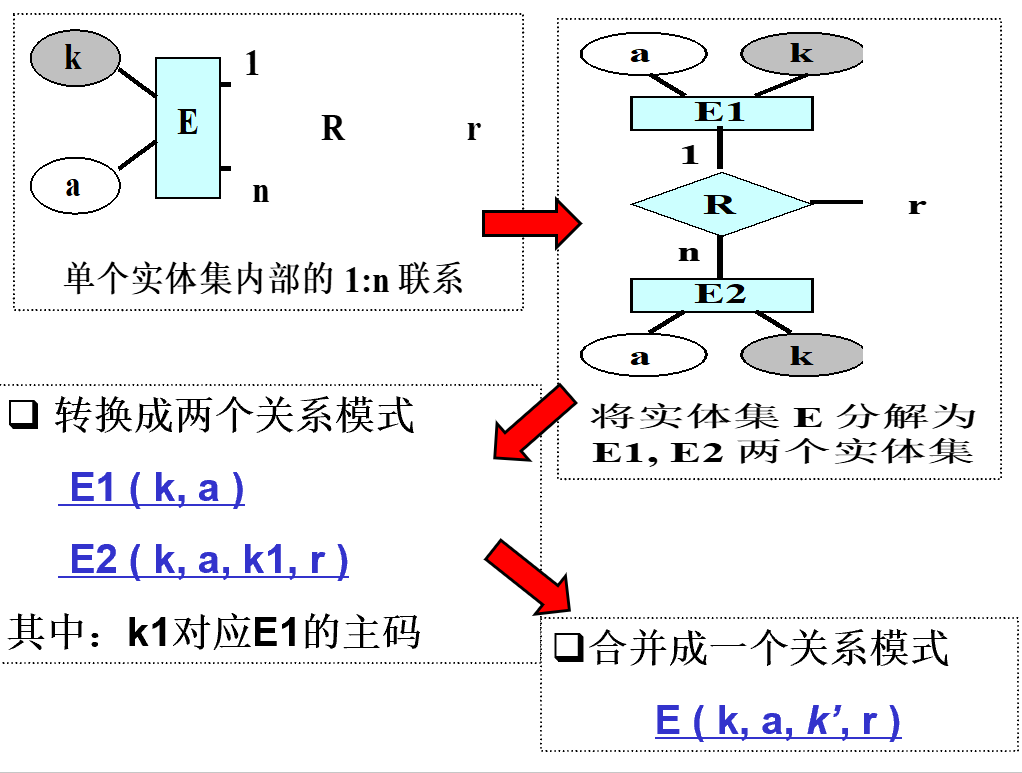 k
1
E
R
r
a
n
单个实体集内部的 1:n 联系
a
k
E1
1
R
r
n
E2
a
k
将实体集 E 分解为
E1, E2 两个实体集
转换成两个关系模式
E1 ( k, a )
E2 ( k, a, k1, r )
其中：k1对应E1的主码
合并成一个关系模式
E ( k, a, k’, r )